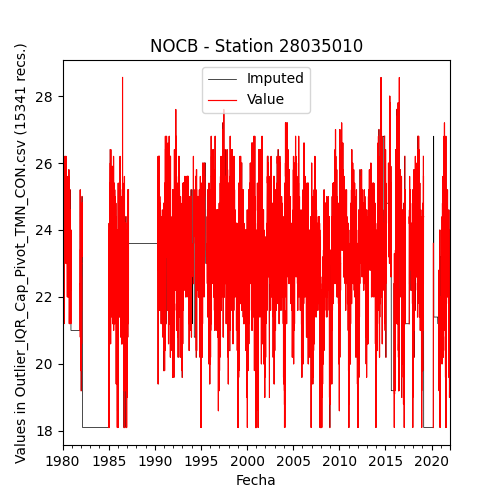 NOCB - Station 28035010
Imputed
Value
Values in Outlier_IQR_Cap_Pivot_TMN_CON.csv (15341 recs.)
28
26
24
22
20
18
1980 1985 1990 1995 2000 2005 2010 2015 2020
Fecha